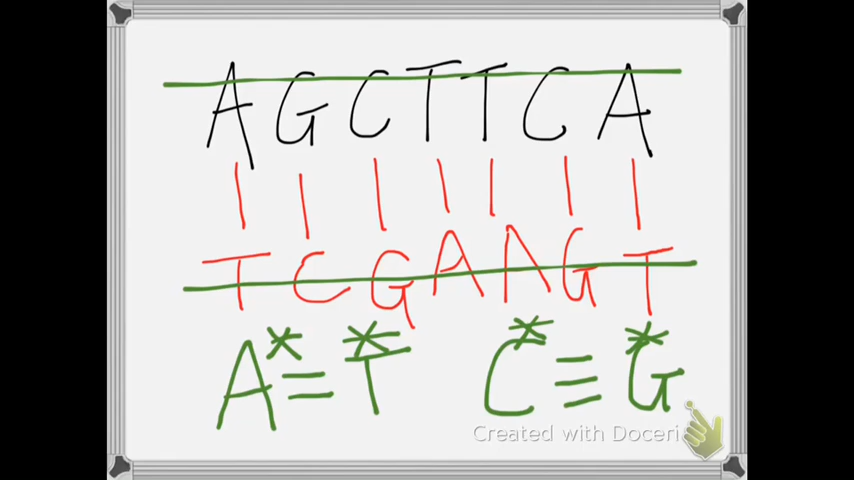 AGCTTCA
TCGAAGT
A*=T* C*≡G*
Created with Doceri